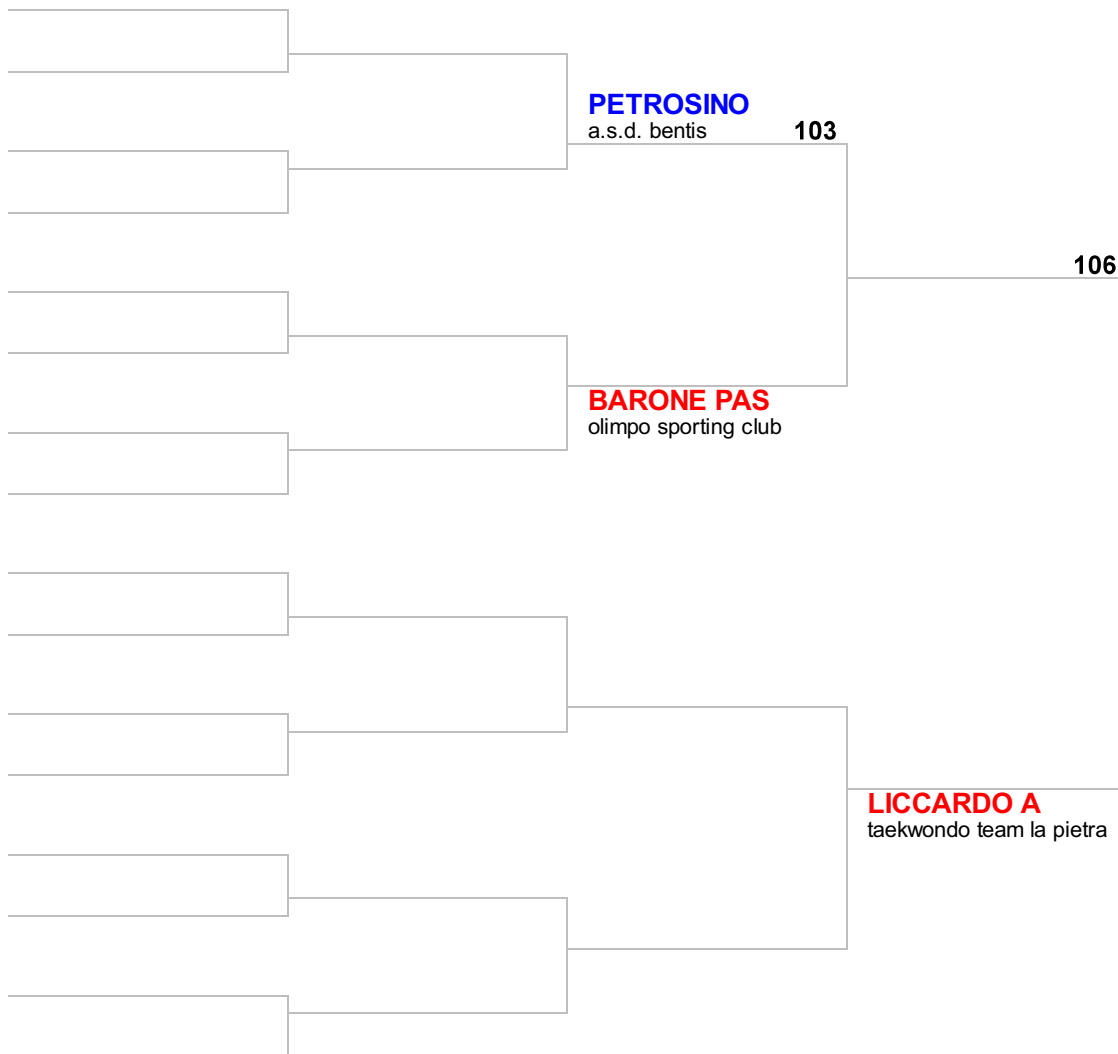 PETROSINO
a.s.d. bentis
103
106
BARONE PAS
olimpo sporting club
LICCARDO A
taekwondo team la pietra